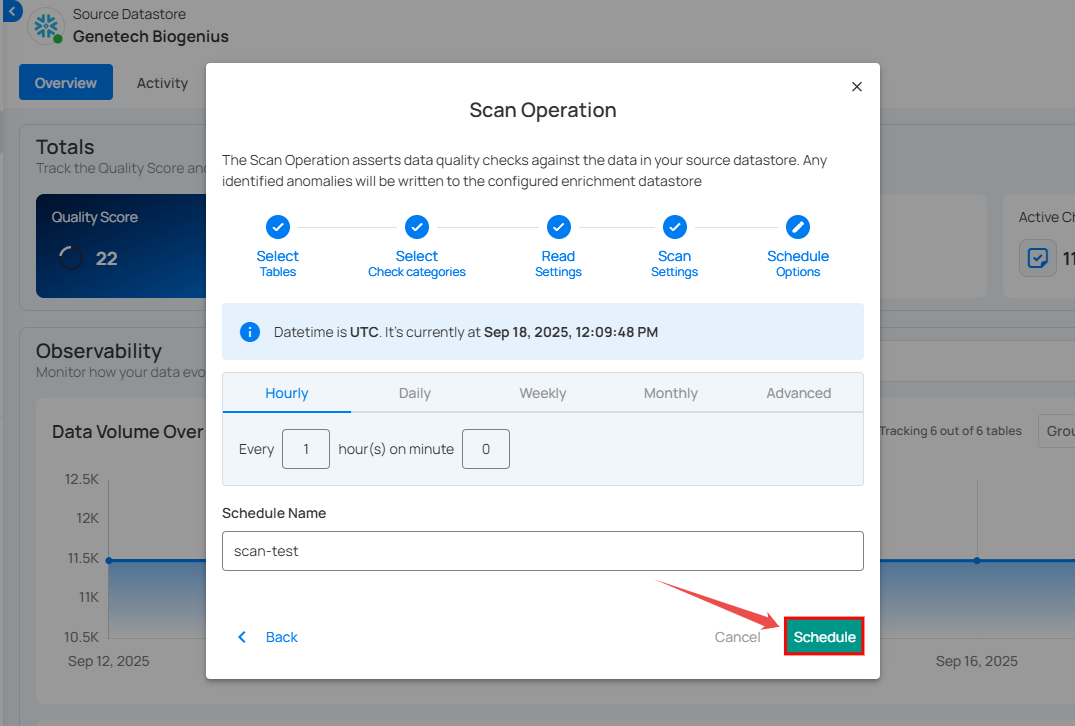 Source Datastore
Genetech Biogenius
Overview
Activity
Totals
Track the Quality Score and
Quality Score
22
Active Ch
11
Observability
Monitor how your data evo
Data Volume Over
Tracking 6 out of 6 tables
Grou
12.5K
12K
11.5K
11K
10.5K
Sep 12, 2025
Sep 16, 2025
Scan Operation
The Scan Operation asserts data quality checks against the data in your source datastore. Any
identified anomalies will be written to the configured enrichment datastore
Select
Tables
Select
Check categories
Read
Settings
Scan
Settings
Schedule
Options
Datetime is UTC. It's currently at Sep 18, 2025, 12:09:48 PM
Hourly Daily Weekly Monthly Advanced
Every 1 hour(s) on minute 0
Schedule Name
scan-test
Back
Cancel
Schedule